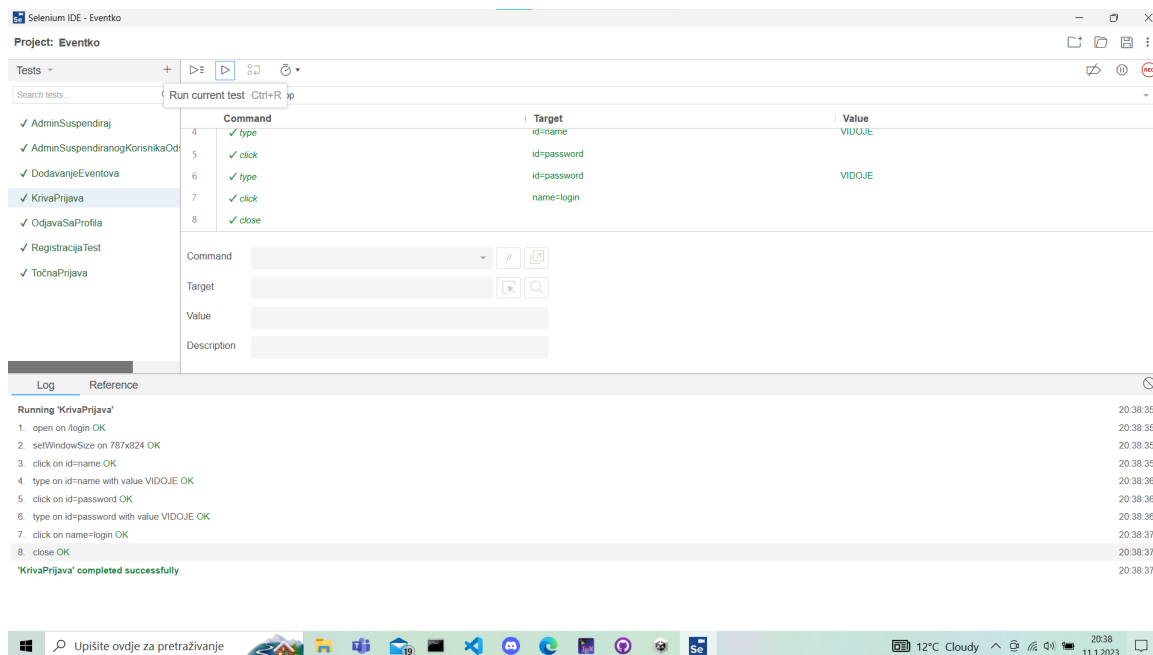 Selenium IDE - Eventko
Project: Eventko
Tests
Search tests...
Run current test Ctrl+R
Command Target Value
✓ AdminSuspendiraj
✓ AdminSuspendiranogKorisnikaOds
✓ DodavanjeEventova
✓ KrivaPrijava
✓ OdjavaSaProfila
✓ RegistracijaTest
✓ TočnaPrijava
4 ✓ type id=name VIDOJE
5 ✓ click id=password
6 ✓ type id=password VIDOJE
7 ✓ click name=login
8 ✓ close
Command
//
Target
Value
Description
REC
Log Reference
Running 'KrivaPrijava' 20:38:35
1. open on /login OK 20:38:35
2. setWindowSize on 787x824 OK 20:38:35
3. click on id=name OK 20:38:35
4. type on id=name with value VIDOJE OK 20:38:36
5. click on id=password OK 20:38:36
6. type on id=password with value VIDOJE OK 20:38:36
7. click on name=login OK 20:38:37
8. close OK 20:38:37
'KrivaPrijava' completed successfully 20:38:37
Upišite ovdje za pretraživanje
19
Se
12°C Cloudy
20:38
11.1.2023.